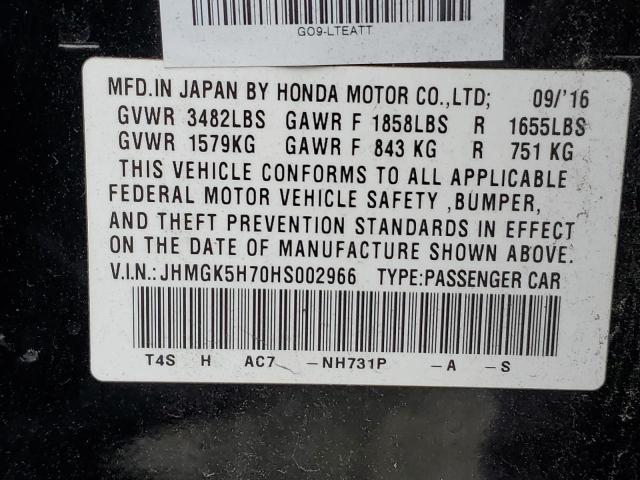 GO9-LTEATT
MFD.IN JAPAN BY HONDA MOTOR CO.,LTD; 09/'16
GVWR 3482LBS GAWR F 1858LBS R 1655LBS
GVWR 1579KG GAWR F 843 KG R 751 KG
THIS VEHICLE CONFORMS TO ALL APPLICABLE
FEDERAL MOTOR VEHICLE SAFETY ,BUMPER,
AND THEFT PREVENTION STANDARDS IN EFFECT
ON THE DATE OF MANUFACTURE SHOWN ABOVE.
V.I.N.:JHMGK5H70HS002966 TYPE:PASSENGER CAR
T4S H AC7 -NH731P -A -S